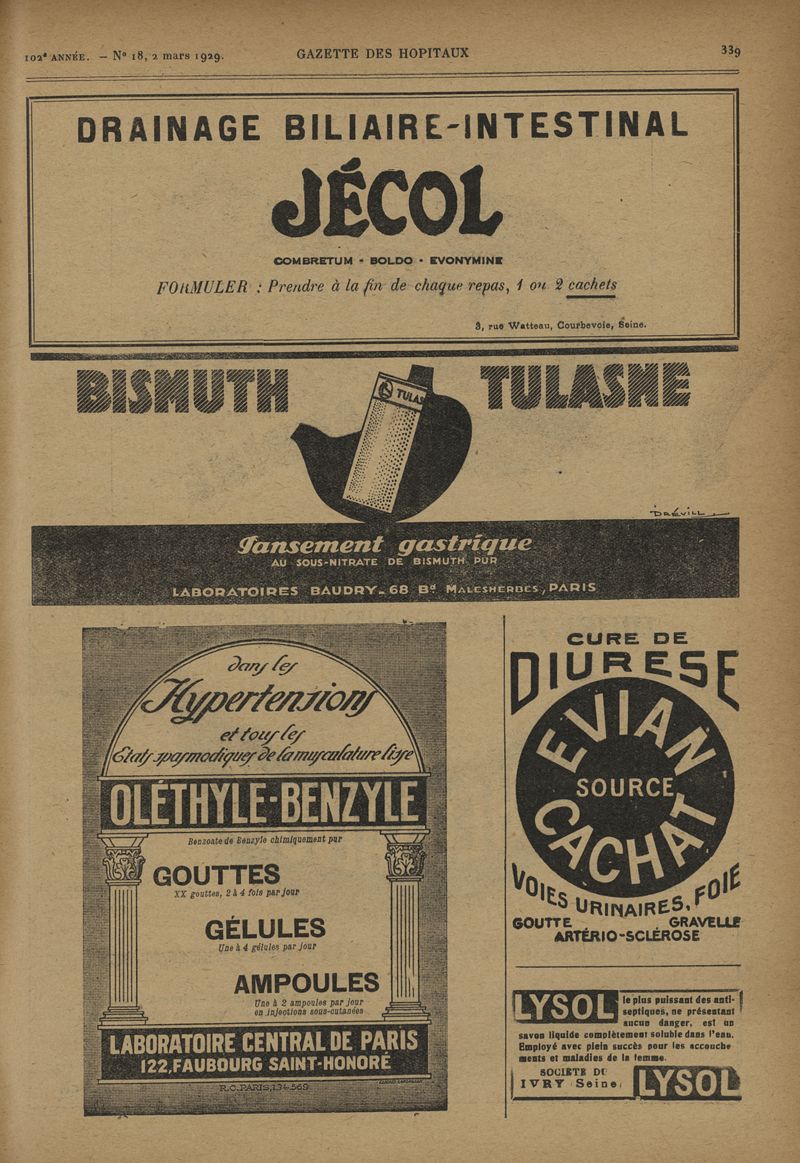 102e ANNÉE. — No 18, 2 mars 1929.
GAZETTE DES HOPITAUX
339
DRAINAGE BILIAIRE-INTESTINAL
JÉCOL
COMBRETUM • BOLDO • EVONYMINE
FORMULER : Prendre à la fin de chaque repas, 1 ou 2 cachets
3, rue Watteau, Courbevoie, Seine.
BISMUTH
TULASNE
TULAS
DRÉVILL
Pansement gastrique
AU SOUS-NITRATE DE BISMUTH PUR
LABORATOIRES BAUDRY_68 Bd MALESHERBES, PARIS
dans les
Hypertensions
et tous les
États spasmodiques de la musculature lisse
OLÉTHYLE-BENZYLE
Benzoate de Benzyle chimiquement pur
GOUTTES
XX gouttes, 2 à 4 fois par jour
GÉLULES
Une à 4 gélules par jour
AMPOULES
Une à 2 ampoules par jour
en injections sous-cutanées
LABORATOIRE CENTRAL DE PARIS
122, FAUBOURG SAINT-HONORÉ
R.C. PARIS, 134-569
CURE DE
DIURESE
EVIAN
SOURCE
CACHAT
VOIES URINAIRES, FOIE
GOUTTE GRAVELLE
ARTÉRIO-SCLÉROSE
LYSOL le plus puissant des anti-
septiques, ne présentant
aucun danger, est un
savon liquide complètement soluble dans l'eau.
Employé avec plein succès pour les accouche
ments et maladies de la femme.
SOCIÉTÉ DU
IVRY Seine
LYSOL